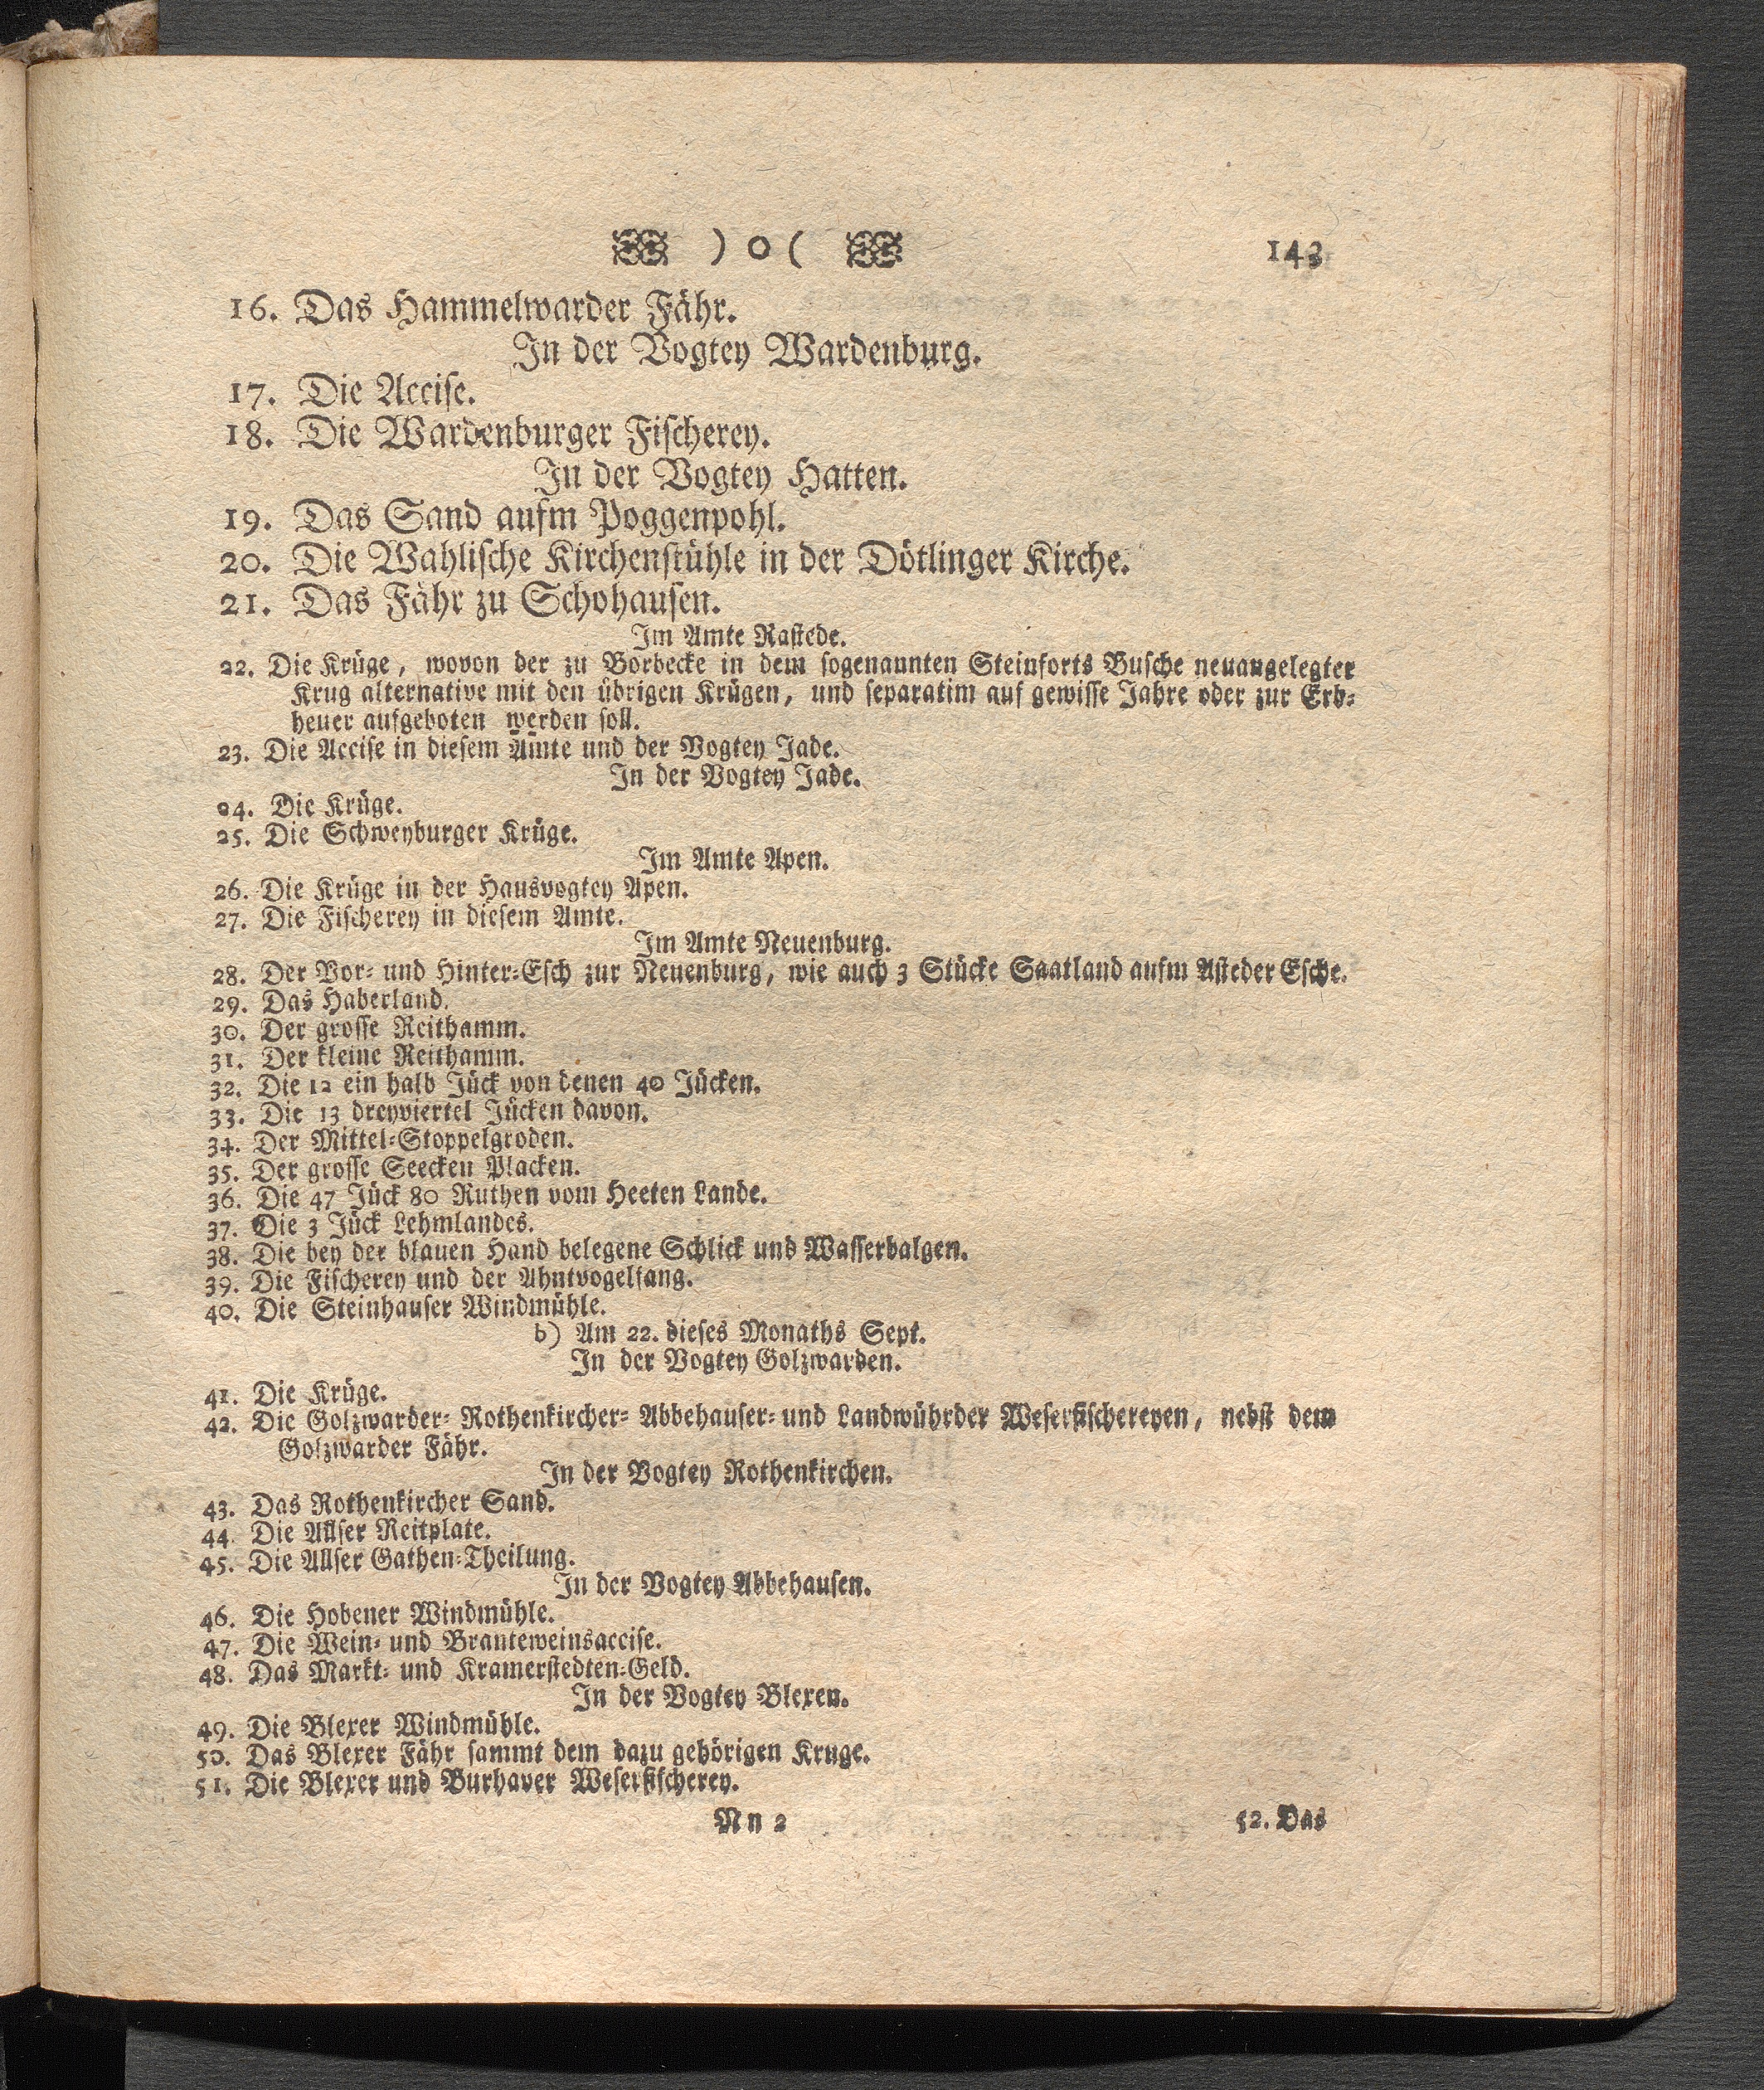 ) o ( 143
16. Das Hammelwarder Fähr.
In der Vogtey Wardenburg.
17. Die Accise.
18. Die Wardenburger Fischerey.
In der Vogtey Hatten.
19. Das Sand aufm Poggenpohl.
20. Die Wahlische Kirchenstühle in der Dötlinger Kirche.
21. Das Fähr zu Schohausen.
Im Amte Rastede.
22. Die Krüge, wovon der zu Borbecke in dem sogenannten Steinforts Busche neuangelegter
Krug alternative mit den übrigen Krügen, und separatim auf gewisse Jahre oder zur Erb-
heuer aufgeboten werden soll.
23. Die Accise in diesem Amte und der Vogtey Jade.
In der Vogtey Jade.
24. Die Krüge.
25. Die Schweyburger Krüge.
Im Amte Apen.
26. Die Krüge in der Hausvogtey Apen.
27. Die Fischerey in diesem Amte.
Im Amte Neuenburg.
28. Der Vor- und Hinter-Esch zur Neuenburg, wie auch 3 Stücke Saatland aufm Asteder Esche.
29. Das Haberland.
30. Der grosse Reithamm.
31. Der kleine Reithamm.
32. Die 12 ein halb Jück von denen 40 Jücken.
33. Die 13 dreyviertel Jücken davon.
34. Der Mittel-Stoppelgroden.
35. Der grosse Seecken Placken.
36. Die 47 Jück 80 Ruthen vom Heeten Lande.
37. Die 3 Jück Lehmlandes.
38. Die bey der blauen Hand belegene Schlick und Wasserbalgen.
39. Die Fischerey und der Ahntvogelfang.
40. Die Steinhauser Windmühle.
b) Am 22. dieses Monaths Sept.
In der Vogtey Golzwarden.
41. Die Krüge.
42. Die Golzwarder- Rothenkircher- Abbehauser- und Landwührder Weserfischereyen, nebst dem
Golzwarder Fähr.
In der Vogtey Rothenkirchen.
43. Das Rothenkircher Sand.
44. Die Allser Reitplate.
45. Die Allser Gathen-Theilung.
In der Vogtey Abbehausen.
46. Die Hobener Windmühle.
47. Die Wein- und Branteweinsaccise.
48. Das Markt- und Kramerstedten-Geld.
In der Vogtey Blexen.
49. Die Blexer Windmühle.
50. Das Blexer Fähr sammt dem dazu gehörigen Kruge.
51. Die Blexer und Burhaver Weserfischerey.
Nn 2 52. Das